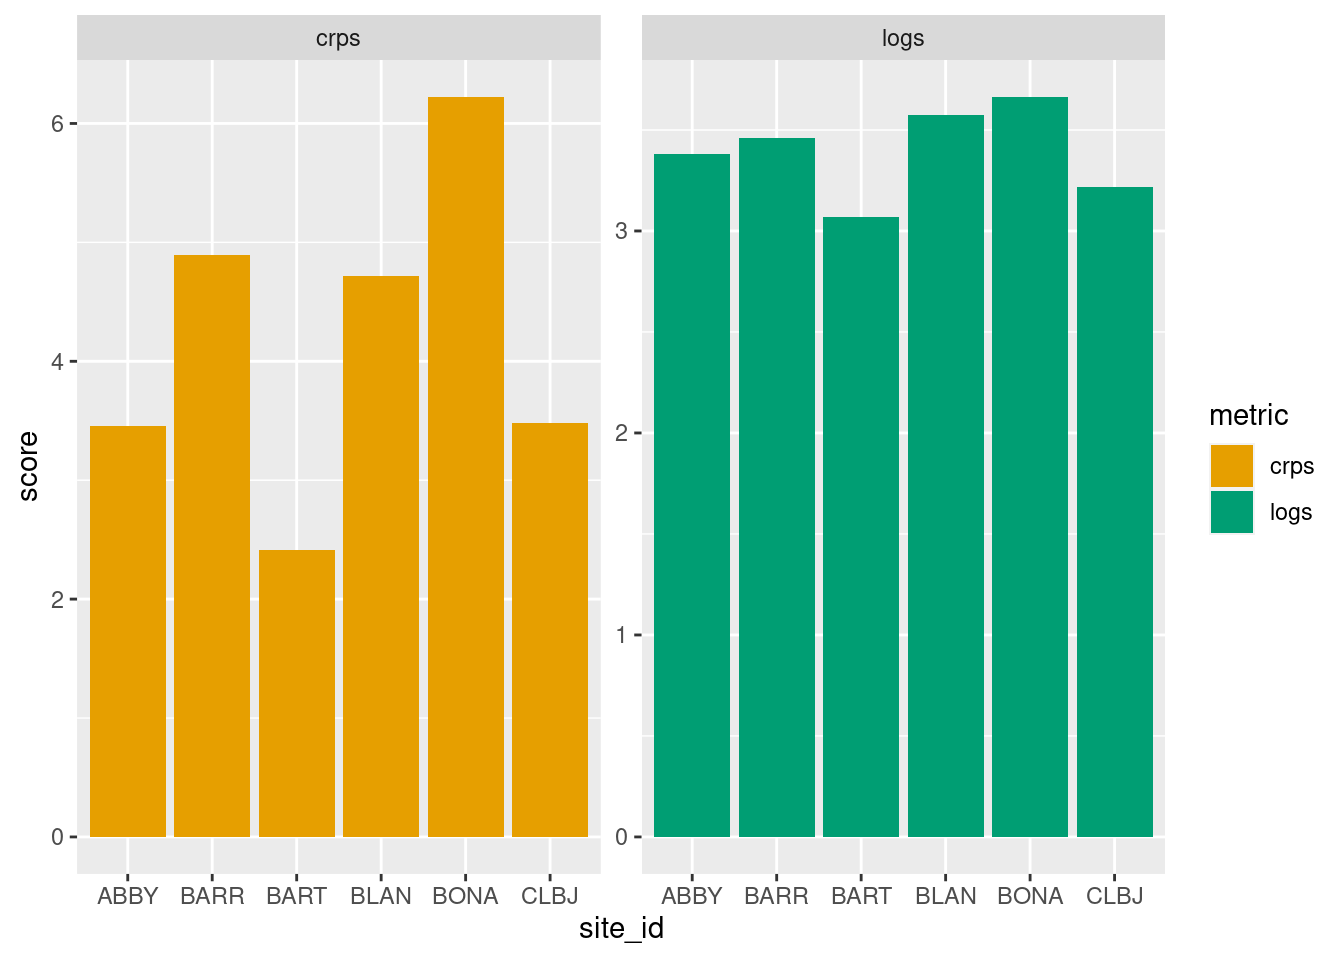 crps logs
score
6
4
2
0
3
2
1
0
ABBY BARR BART BLAN BONA CLBJ ABBY BARR BART BLAN BONA CLBJ
site_id
metric
crps
logs